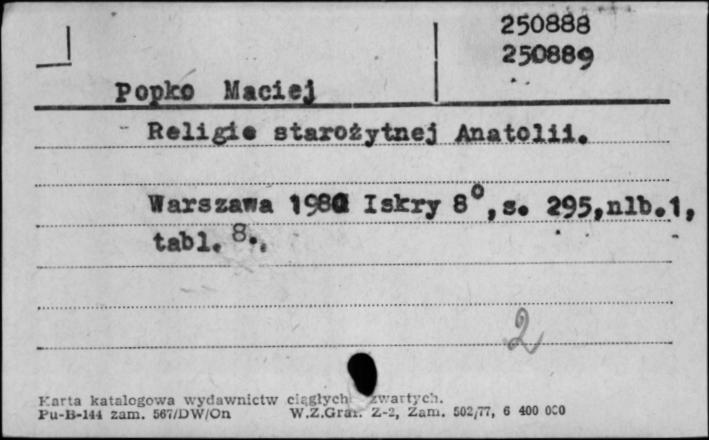 250888
250889
Popko Maciej
Religie starożytnej Anatolii.
Warszawa 1980 Iskry 8⁰, s. 295, nlb. 1,
tabl. 8.
2
Karta katalogowa wydawnictw ciągłych zwartych.
Pu-B-144 zam. 567/DW/On W.Z.Graf. Z-2, Zam. 502/77, 6 400 000